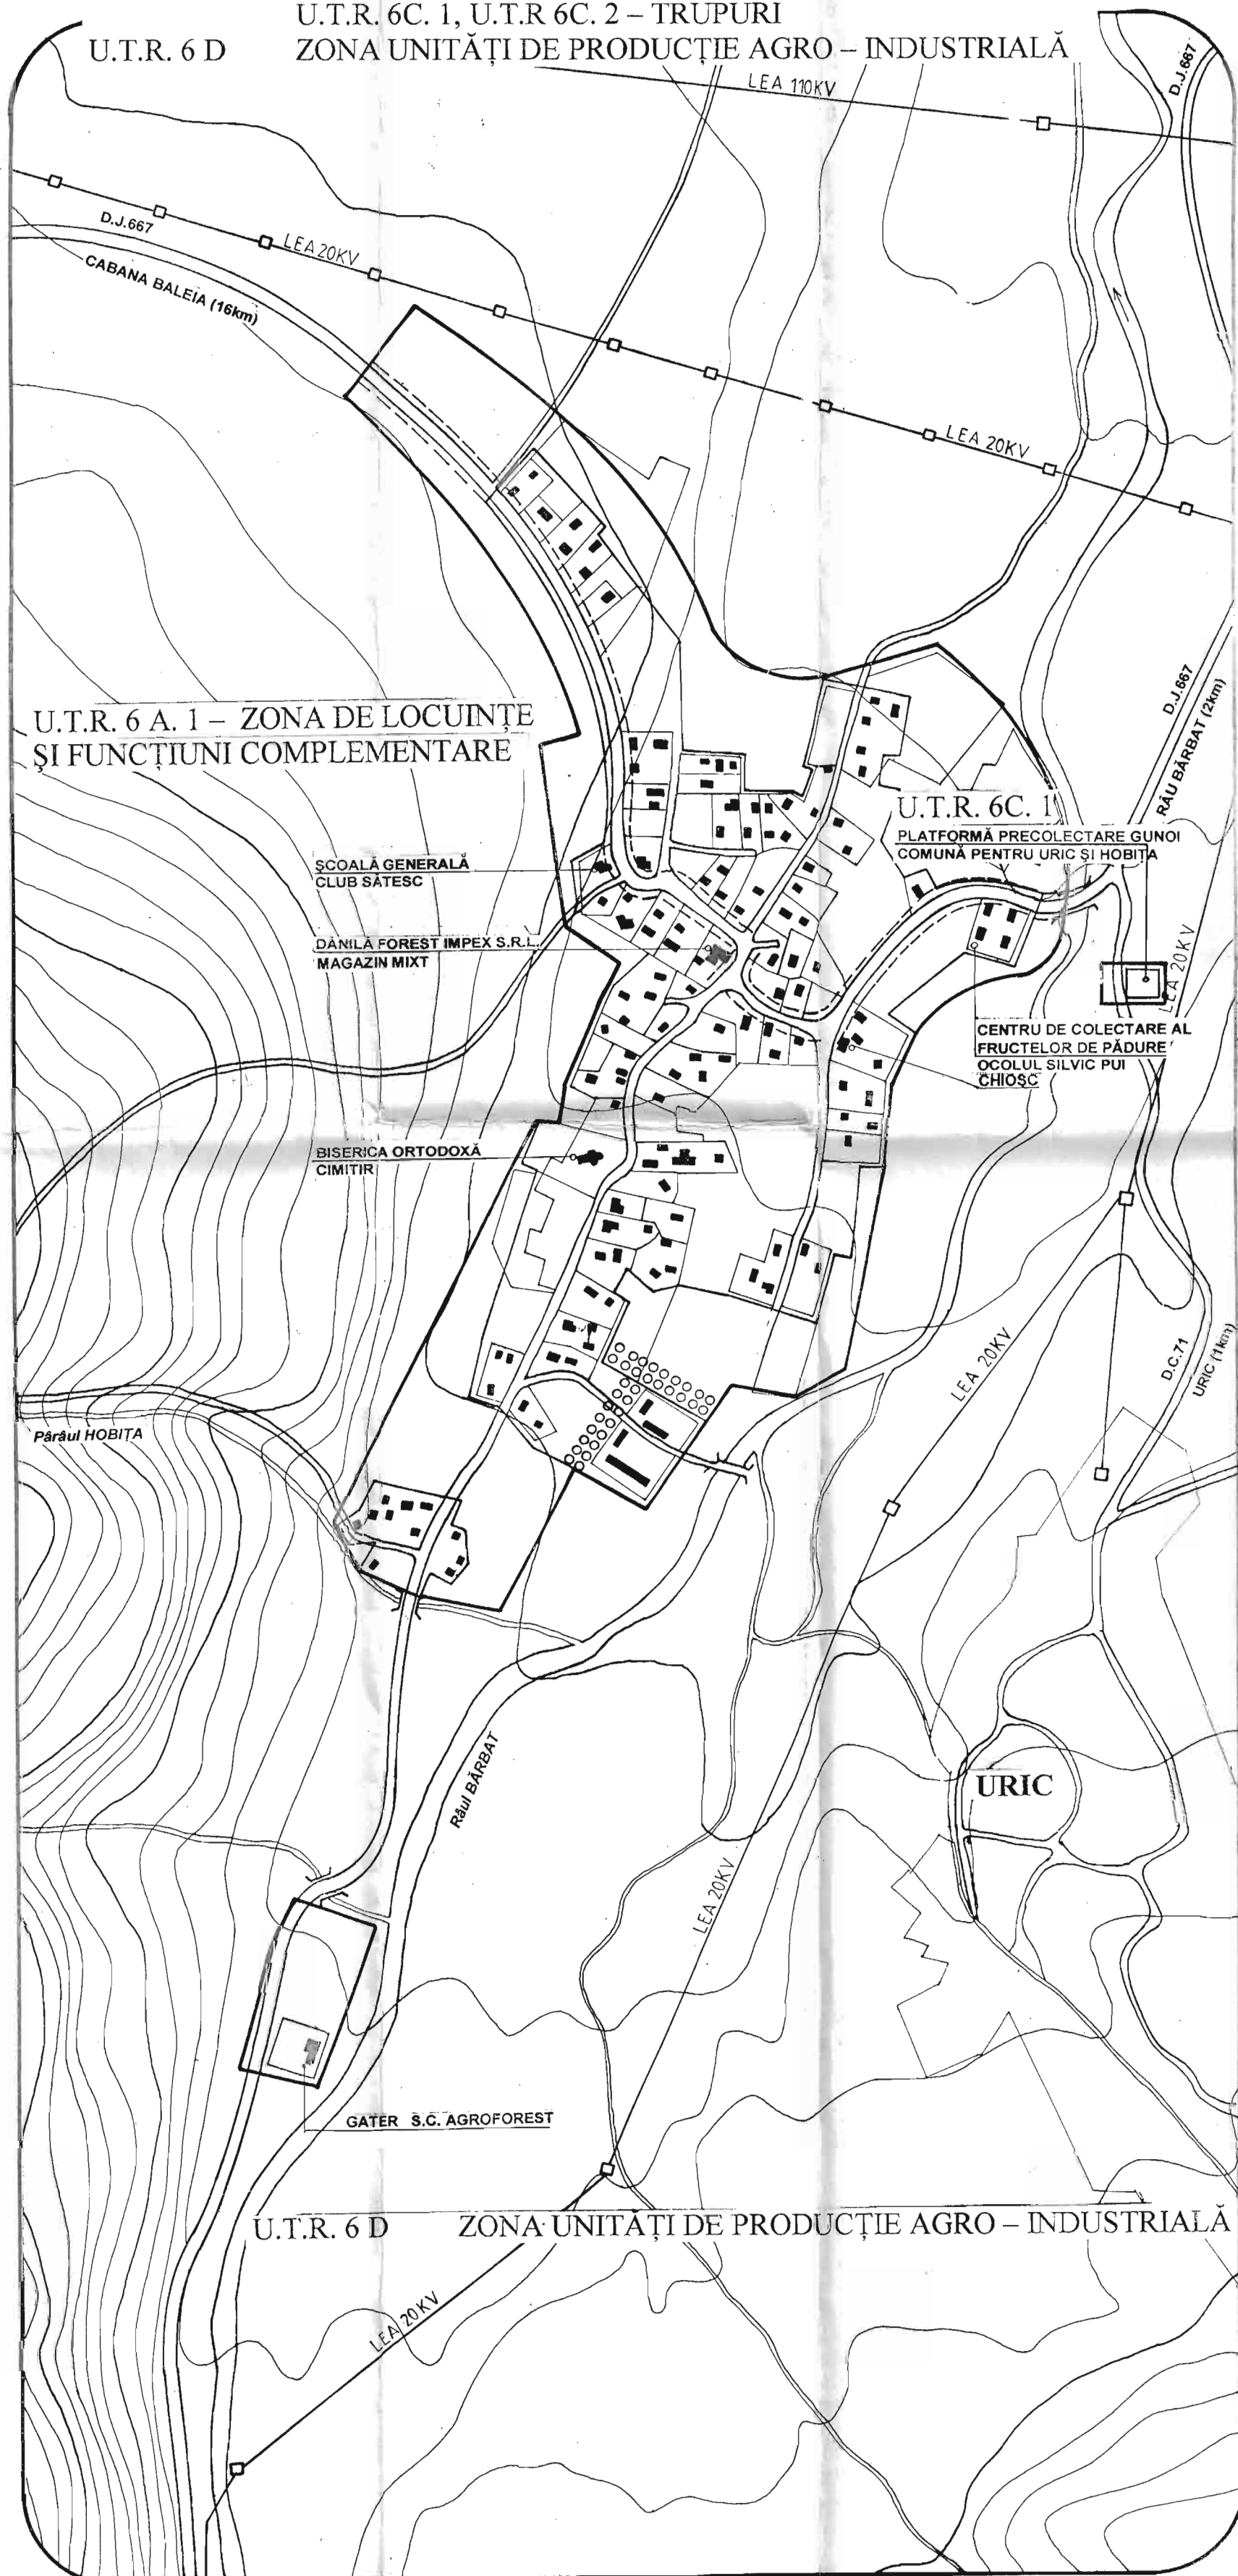 U.T.R. 6C. 1, U.T.R 6C. 2 – TRUPURI
U.T.R. 6 D ZONA UNITĂȚI DE PRODUCȚIE AGRO – INDUSTRIALĂ
LEA 110KV
D.J.667
D.J.667
LEA 20KV
CABANA BALEIA (16km)
LEA 20KV
D.J.667
RÂU BĂRBAT (2km)
U.T.R. 6 A. 1 – ZONA DE LOCUINȚE
ȘI FUNCȚIUNI COMPLEMENTARE
U.T.R. 6C. 1
PLATFORMĂ PRECOLECTARE GUNOI
COMUNĂ PENTRU URIC ȘI HOBIȚA
ȘCOALĂ GENERALĂ
CLUB SĂTESC
DĂNILĂ FOREST IMPEX S.R.L.
MAGAZIN MIXT
LEA 20KV
CENTRU DE COLECTARE AL
FRUCTELOR DE PĂDURE
OCOLUL SILVIC PUI
CHIOȘC
BISERICA ORTODOXĂ
CIMITIR
LEA 20KV
D.C.71
URIC (1km)
Pârâul HOBIȚA
Râul BĂRBAT
URIC
LEA 20KV
GATER S.C. AGROFOREST
U.T.R. 6 D ZONA UNITĂȚI DE PRODUCȚIE AGRO – INDUSTRIALĂ
LEA 20KV